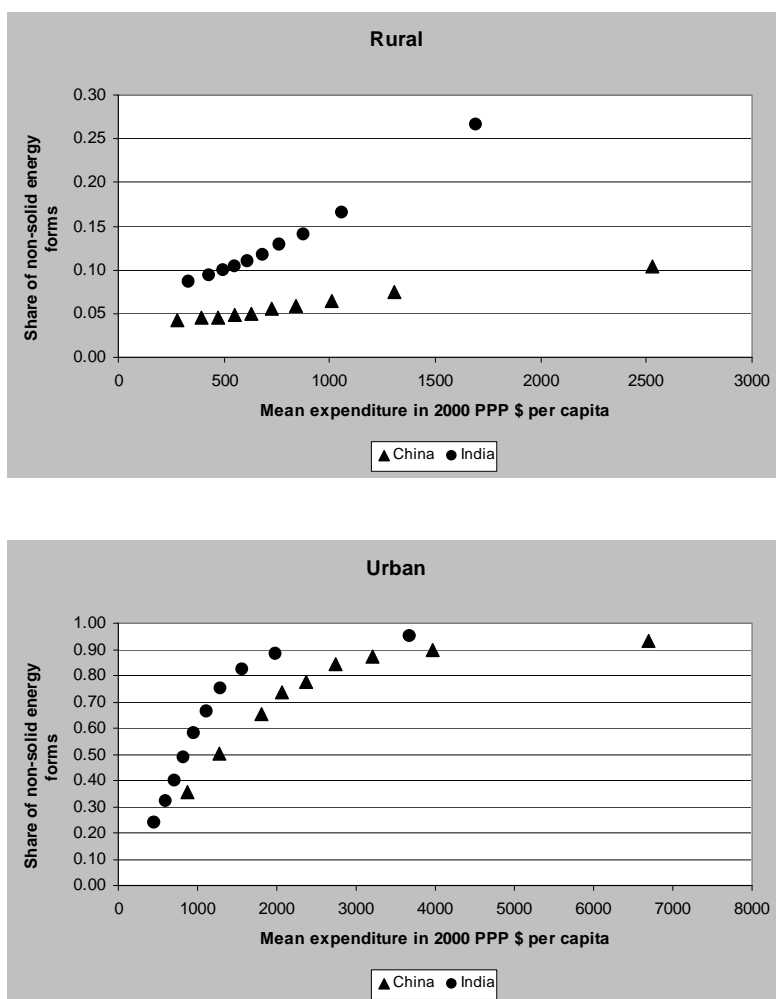 Rural
0.30
0.25
0.20
0.15
0.10
0.05
0.00
Share of non-solid energy
forms
0 500 1000 1500 2000 2500 3000
Mean expenditure in 2000 PPP $ per capita
China India
Urban
1.00
0.90
0.80
0.70
0.60
0.50
0.40
0.30
0.20
0.10
0.00
Share of non-solid energy
forms
0 1000 2000 3000 4000 5000 6000 7000 8000
Mean expenditure in 2000 PPP $ per capita
China India